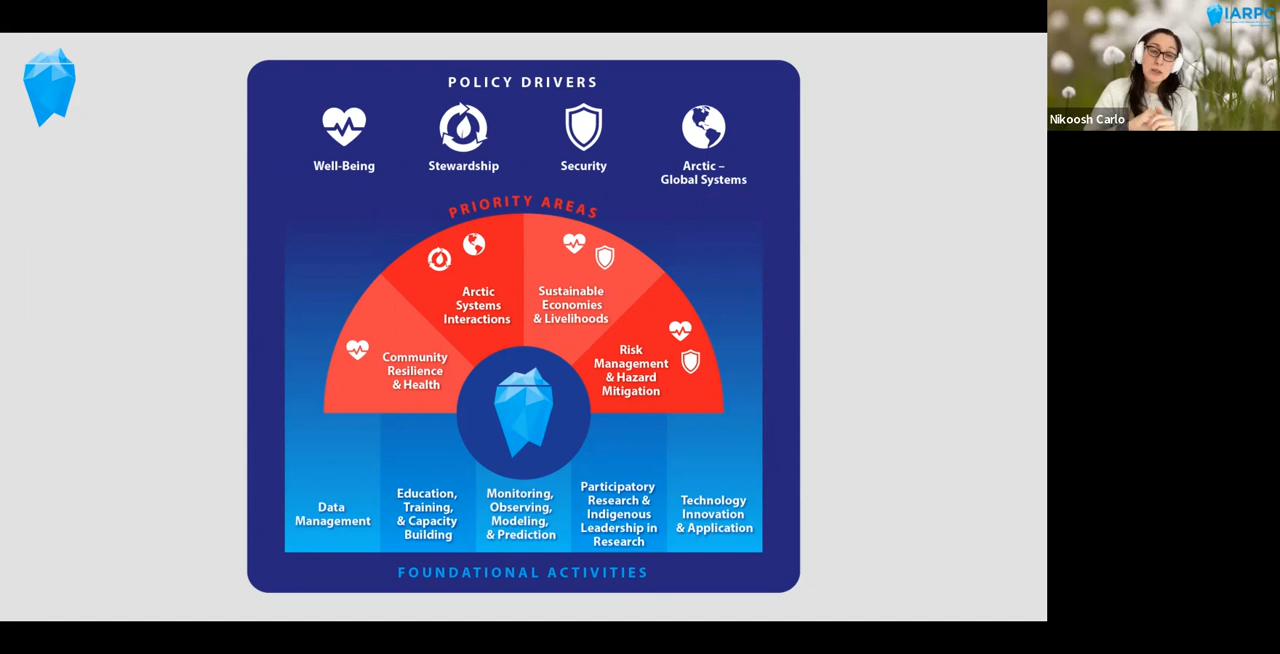 POLICY DRIVERS
Well-Being
Stewardship
Security
Arctic –
Global Systems
PRIORITY AREAS
Community
Resilience
& Health
Arctic
Systems
Interactions
Sustainable
Economies
& Livelihoods
Risk
Management
& Hazard
Mitigation
Data
Management
Education,
Training,
& Capacity
Building
Monitoring,
Observing,
Modeling,
& Prediction
Participatory
Research &
Indigenous
Leadership in
Research
Technology
Innovation
& Application
FOUNDATIONAL ACTIVITIES
IARPC
Nikoosh Carlo